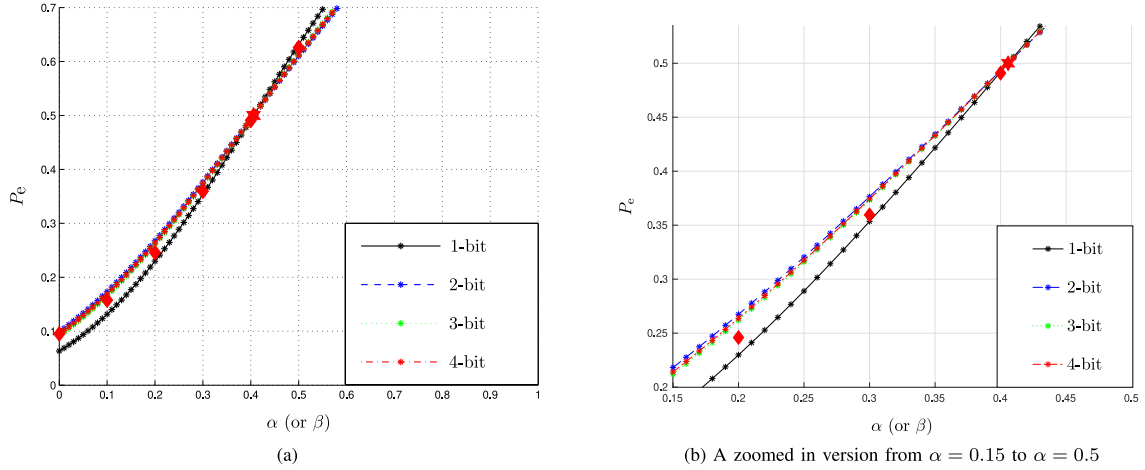 0.7
0.6
0.5
0.4
0.3
0.2
0.1
0
P_e
0 0.1 0.2 0.3 0.4 0.5 0.6 0.7 0.8 0.9 1
α (or β)
1-bit
2-bit
3-bit
4-bit
(a)
0.5
0.45
0.4
0.35
0.3
0.25
0.2
P_e
0.15 0.2 0.25 0.3 0.35 0.4 0.45 0.5
α (or β)
1-bit
2-bit
3-bit
4-bit
(b) A zoomed in version from α = 0.15 to α = 0.5